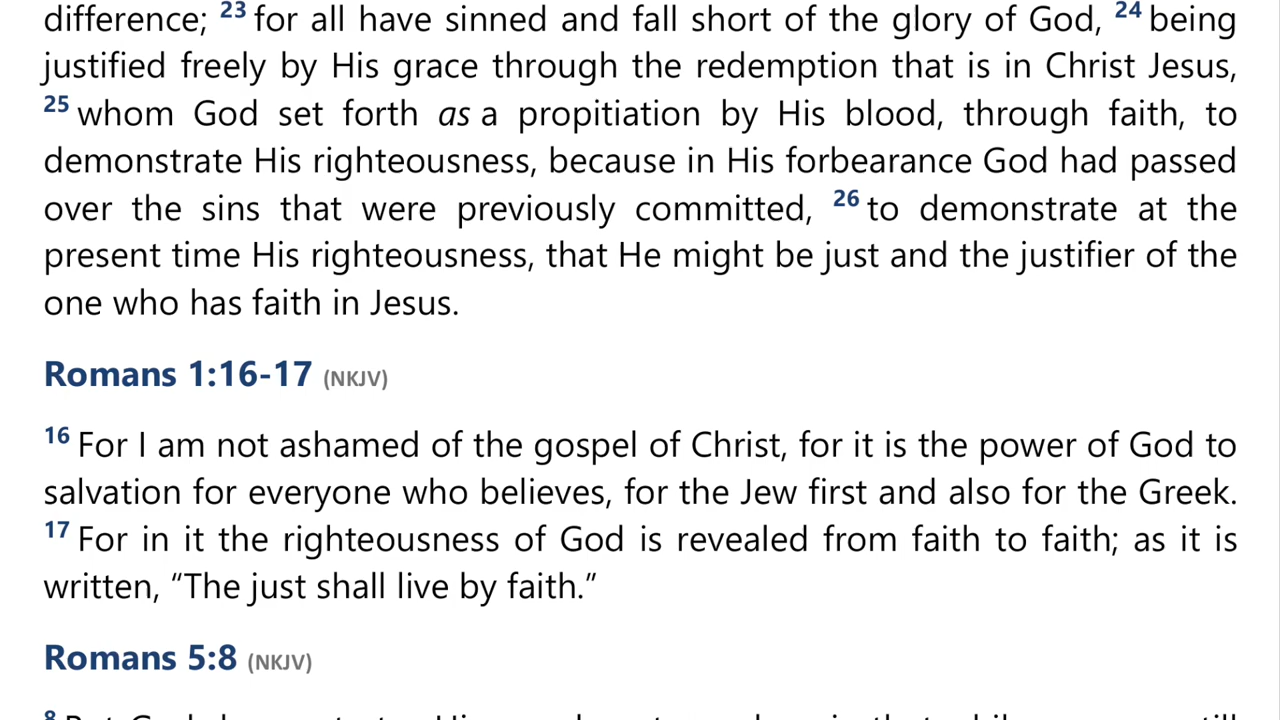 difference; 23 for all have sinned and fall short of the glory of God, 24 being
justified freely by His grace through the redemption that is in Christ Jesus,
25 whom God set forth as a propitiation by His blood, through faith, to
demonstrate His righteousness, because in His forbearance God had passed
over the sins that were previously committed, 26 to demonstrate at the
present time His righteousness, that He might be just and the justifier of the
one who has faith in Jesus.
Romans 1:16-17 (NKJV)
16 For I am not ashamed of the gospel of Christ, for it is the power of God to
salvation for everyone who believes, for the Jew first and also for the Greek.
17 For in it the righteousness of God is revealed from faith to faith; as it is
written, “The just shall live by faith.”
Romans 5:8 (NKJV)